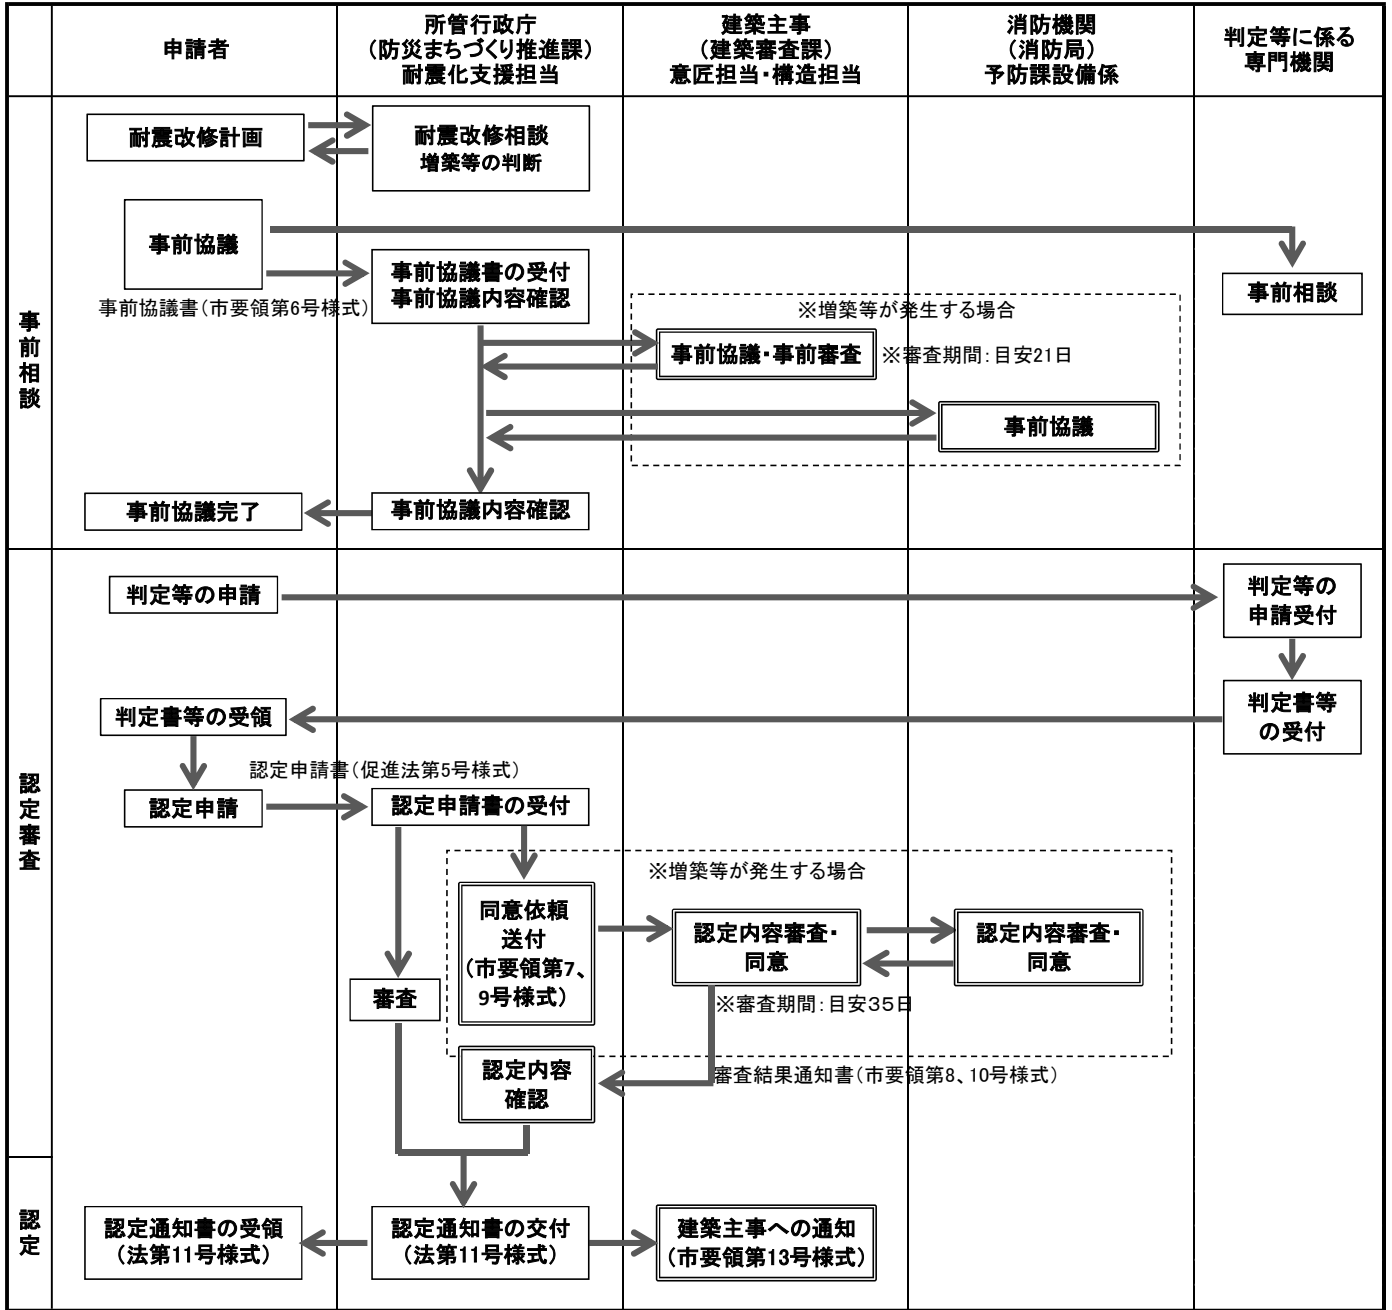 申請者
所管行政庁
（防災まちづくり推進課）
耐震化支援担当
建築主事
（建築審査課）
意匠担当・構造担当
消防機関
（消防局）
予防課設備係
判定等に係る
専門機関
事前相談
耐震改修計画
耐震改修相談
増築等の判断
事前協議
事前協議書（市要領第6号様式）
事前協議書の受付
事前協議内容確認
事前相談
※増築等が発生する場合
事前協議・事前審査
※審査期間：目安21日
事前協議
事前協議完了
事前協議内容確認
認定審査
判定等の申請
判定等の
申請受付
判定書等の受領
判定書等
の受付
認定申請書（促進法第5号様式）
認定申請
認定申請書の受付
※増築等が発生する場合
同意依頼
送付
（市要領第7、
9号様式）
認定内容審査・
同意
認定内容審査・
同意
審査
※審査期間：目安３５日
認定内容
確認
審査結果通知書（市要領第8、10号様式）
認定
認定通知書の受領
（法第11号様式）
認定通知書の交付
（法第11号様式）
建築主事への通知
（市要領第13号様式）